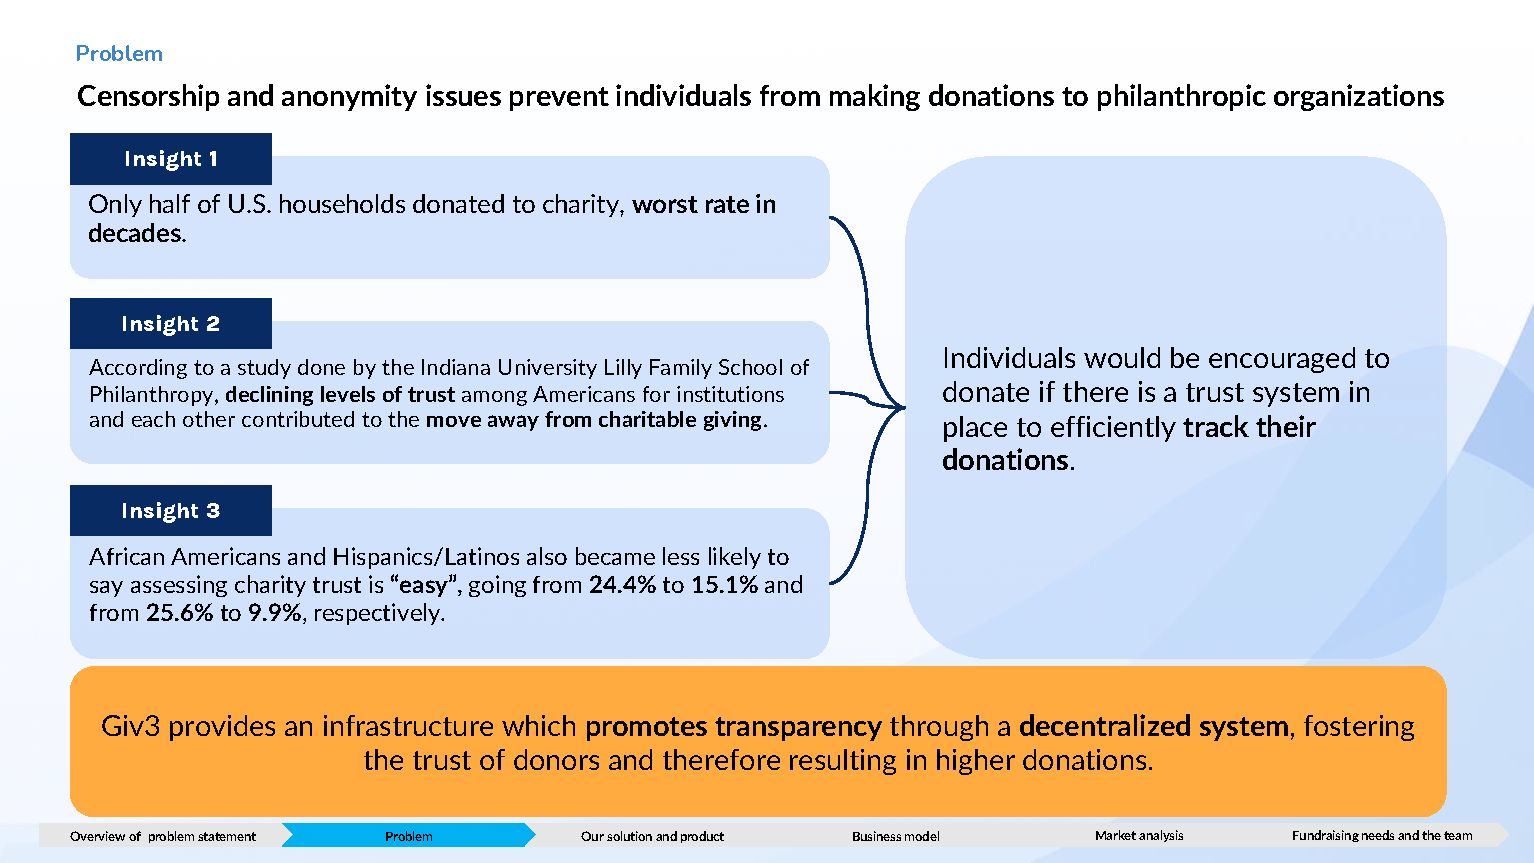 Problem
Censorship and anonymity issues prevent individuals from making donations to philanthropic organizations
Insight 1
Only half of U.S. households donated to charity, worst rate in
decades.
Insight 2
According to a study done by the Indiana University Lilly Family School of
Philanthropy, declining levels of trust among Americans for institutions
and each other contributed to the move away from charitable giving.
Insight 3
African Americans and Hispanics/Latinos also became less likely to
say assessing charity trust is “easy”, going from 24.4% to 15.1% and
from 25.6% to 9.9%, respectively.
Individuals would be encouraged to
donate if there is a trust system in
place to efficiently track their
donations.
Giv3 provides an infrastructure which promotes transparency through a decentralized system, fostering
the trust of donors and therefore resulting in higher donations.
Overview of problem statement
Problem
Our solution and product
Business model
Market analysis
Fundraising needs and the team